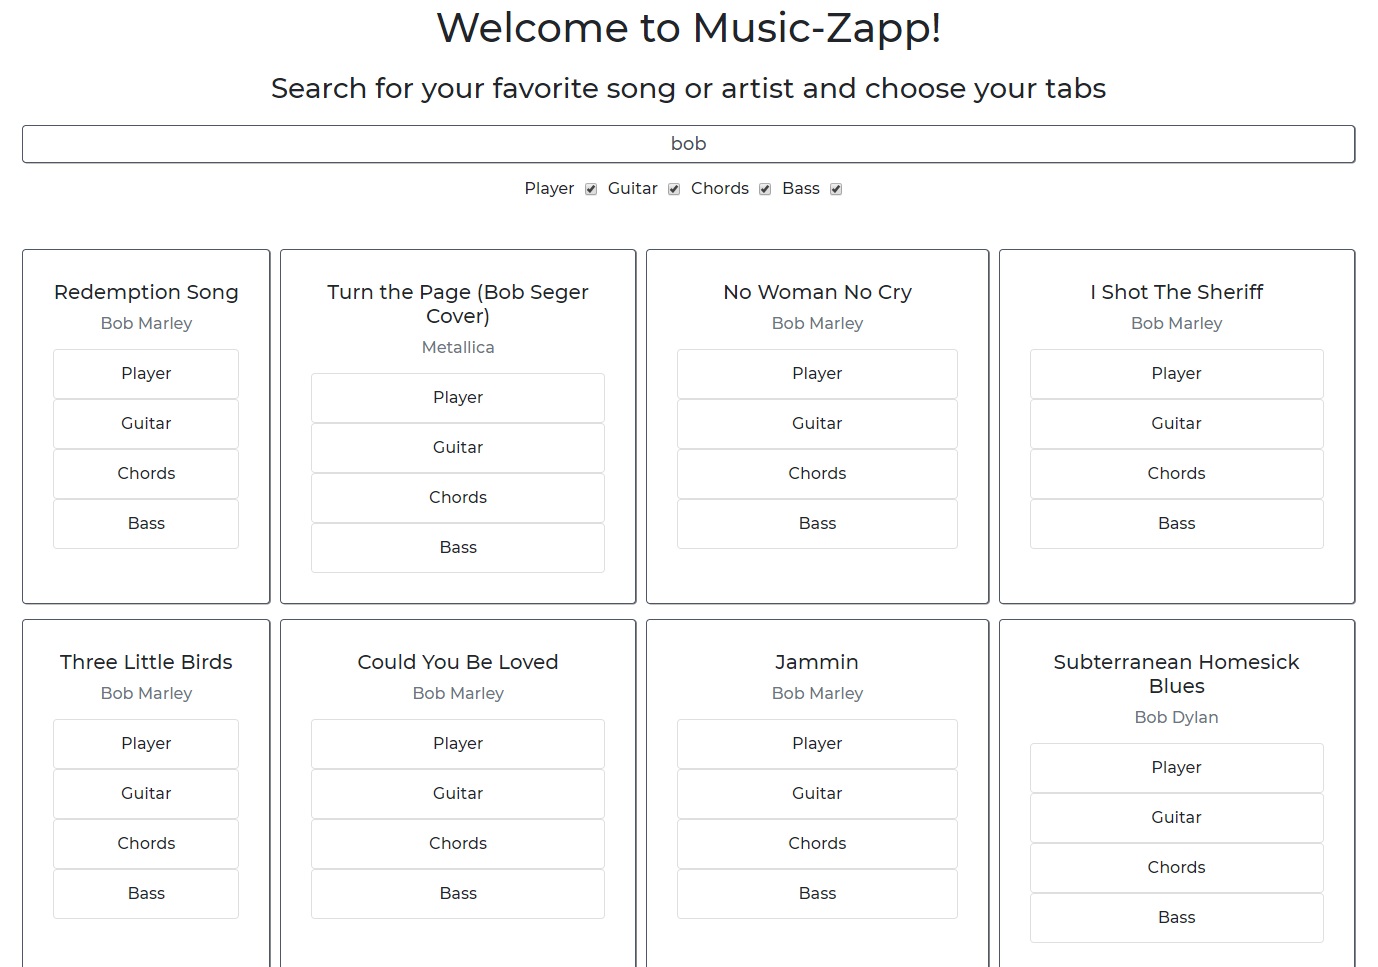 Welcome to Music-Zapp!
Search for your favorite song or artist and choose your tabs
bob
Player Guitar Chords Bass
Redemption Song
Bob Marley
Player
Guitar
Chords
Bass
Turn the Page (Bob Seger
Cover)
Metallica
Player
Guitar
Chords
Bass
No Woman No Cry
Bob Marley
Player
Guitar
Chords
Bass
I Shot The Sheriff
Bob Marley
Player
Guitar
Chords
Bass
Three Little Birds
Bob Marley
Player
Guitar
Chords
Bass
Could You Be Loved
Bob Marley
Player
Guitar
Chords
Bass
Jammin
Bob Marley
Player
Guitar
Chords
Bass
Subterranean Homesick
Blues
Bob Dylan
Player
Guitar
Chords
Bass